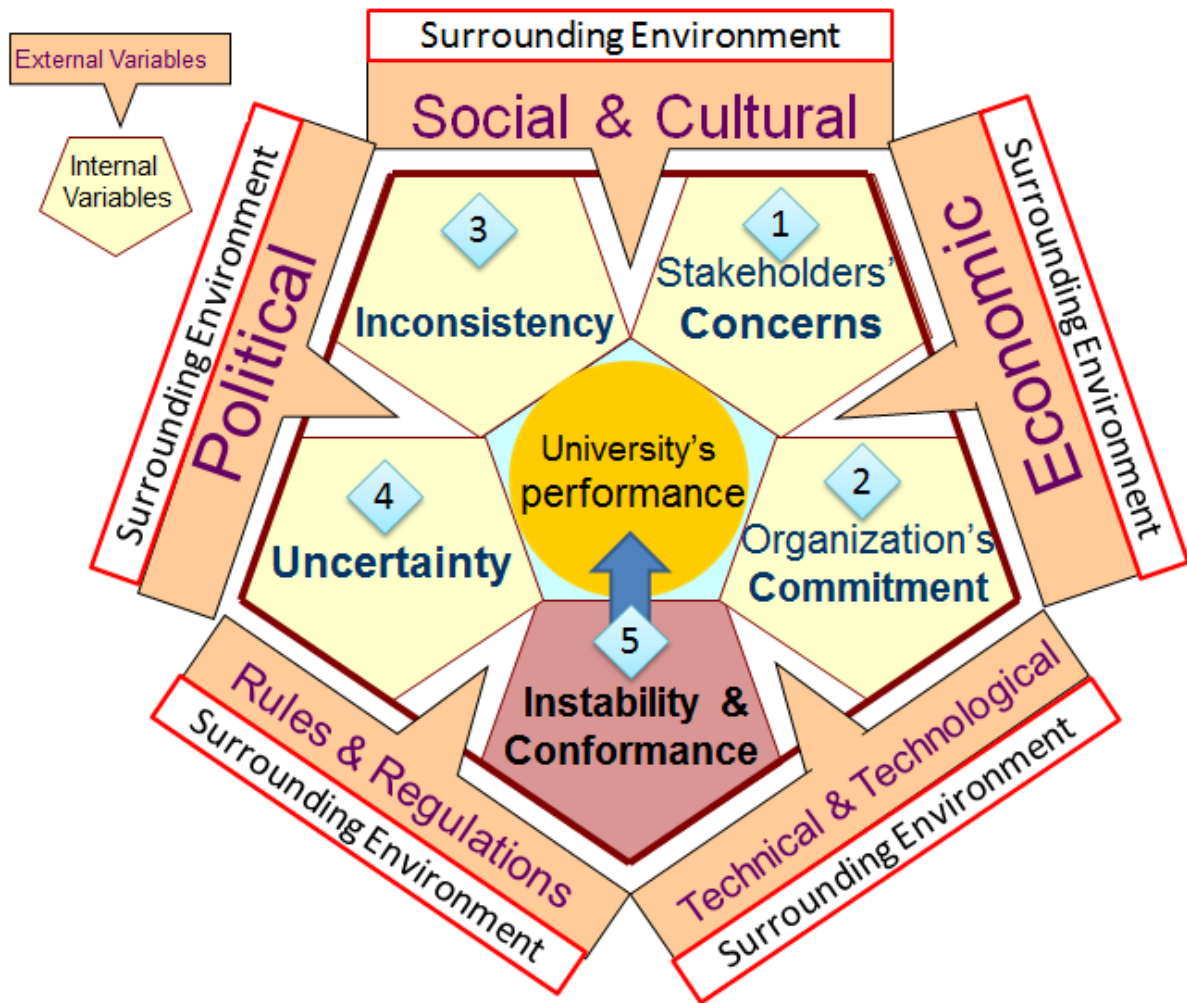 Surrounding Environment
External Variables
Social & Cultural
Internal
Variables
Surrounding Environment
Political
Surrounding Environment
Economic
3
Inconsistency
1
Stakeholders'
Concerns
University's
performance
4
Uncertainty
2
Organization's
Commitment
5
Instability &
Conformance
Rules & Regulations
Surrounding Environment
Technical & Technological
Surrounding Environment